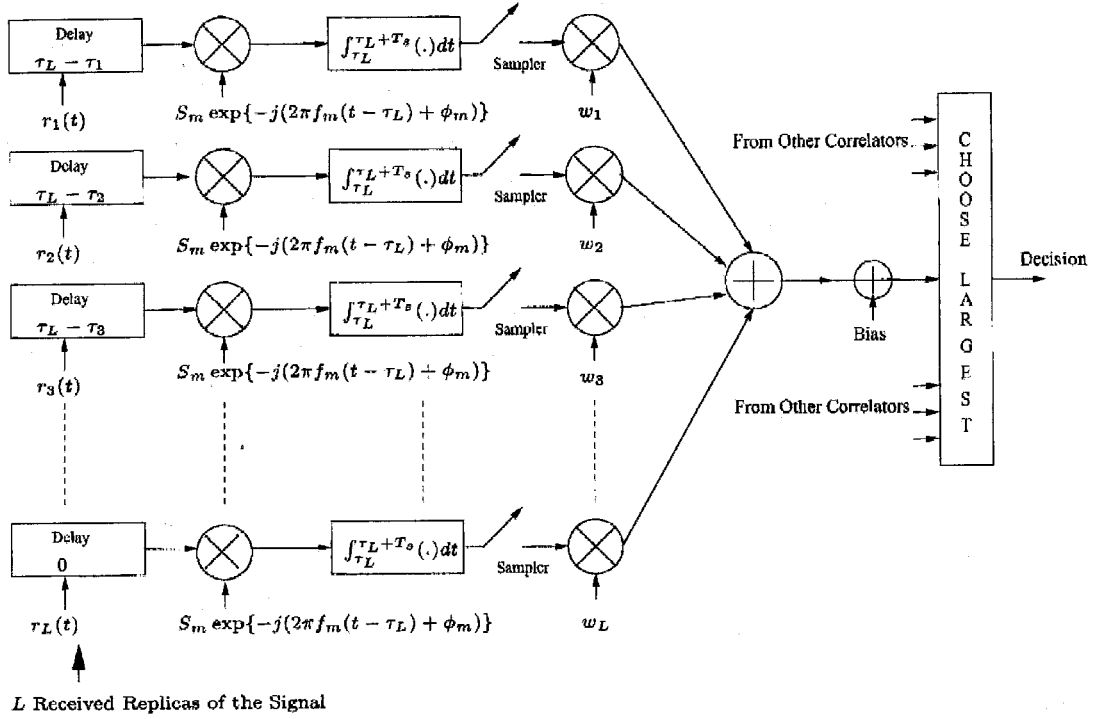 Delay
τ_L − τ_1
∫_{τ_L}^{τ_L+T_s}(.)dt
Sampler
r_1(t)
S_m exp{−j(2πf_m(t − τ_L) + φ_m)}
w_1
Delay
τ_L − τ_2
∫_{τ_L}^{τ_L+T_s}(.)dt
Sampler
r_2(t)
S_m exp{−j(2πf_m(t − τ_L) + φ_m)}
w_2
Delay
τ_L − τ_3
∫_{τ_L}^{τ_L+T_s}(.)dt
Sampler
r_3(t)
S_m exp{−j(2πf_m(t − τ_L) + φ_m)}
w_3
Delay
0
∫_{τ_L}^{τ_L+T_s}(.)dt
Sampler
r_L(t)
S_m exp{−j(2πf_m(t − τ_L) + φ_m)}
w_L
L Received Replicas of the Signal
From Other Correlators
Bias
From Other Correlators
CHOOSE LARGEST
Decision